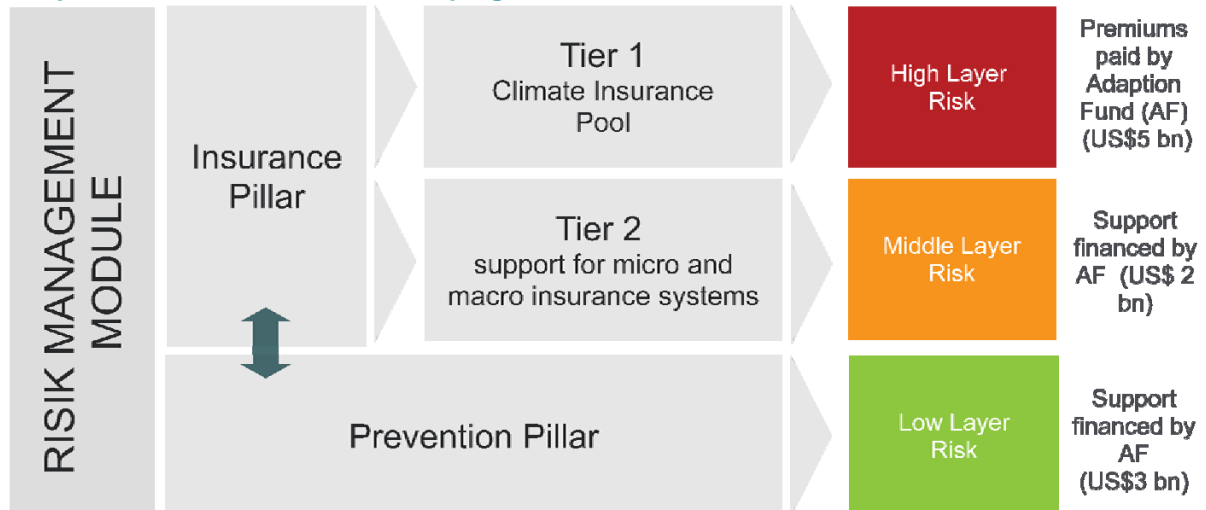 RISIK MANAGEMENT
MODULE
Insurance
Pillar
Tier 1
Climate Insurance
Pool
High Layer
Risk
Premiums
paid by
Adaption
Fund (AF)
(US$5 bn)
Tier 2
support for micro and
macro insurance systems
Middle Layer
Risk
Support
financed by
AF (US$ 2
bn)
Prevention Pillar
Low Layer
Risk
Support
financed by
AF
(US$3 bn)